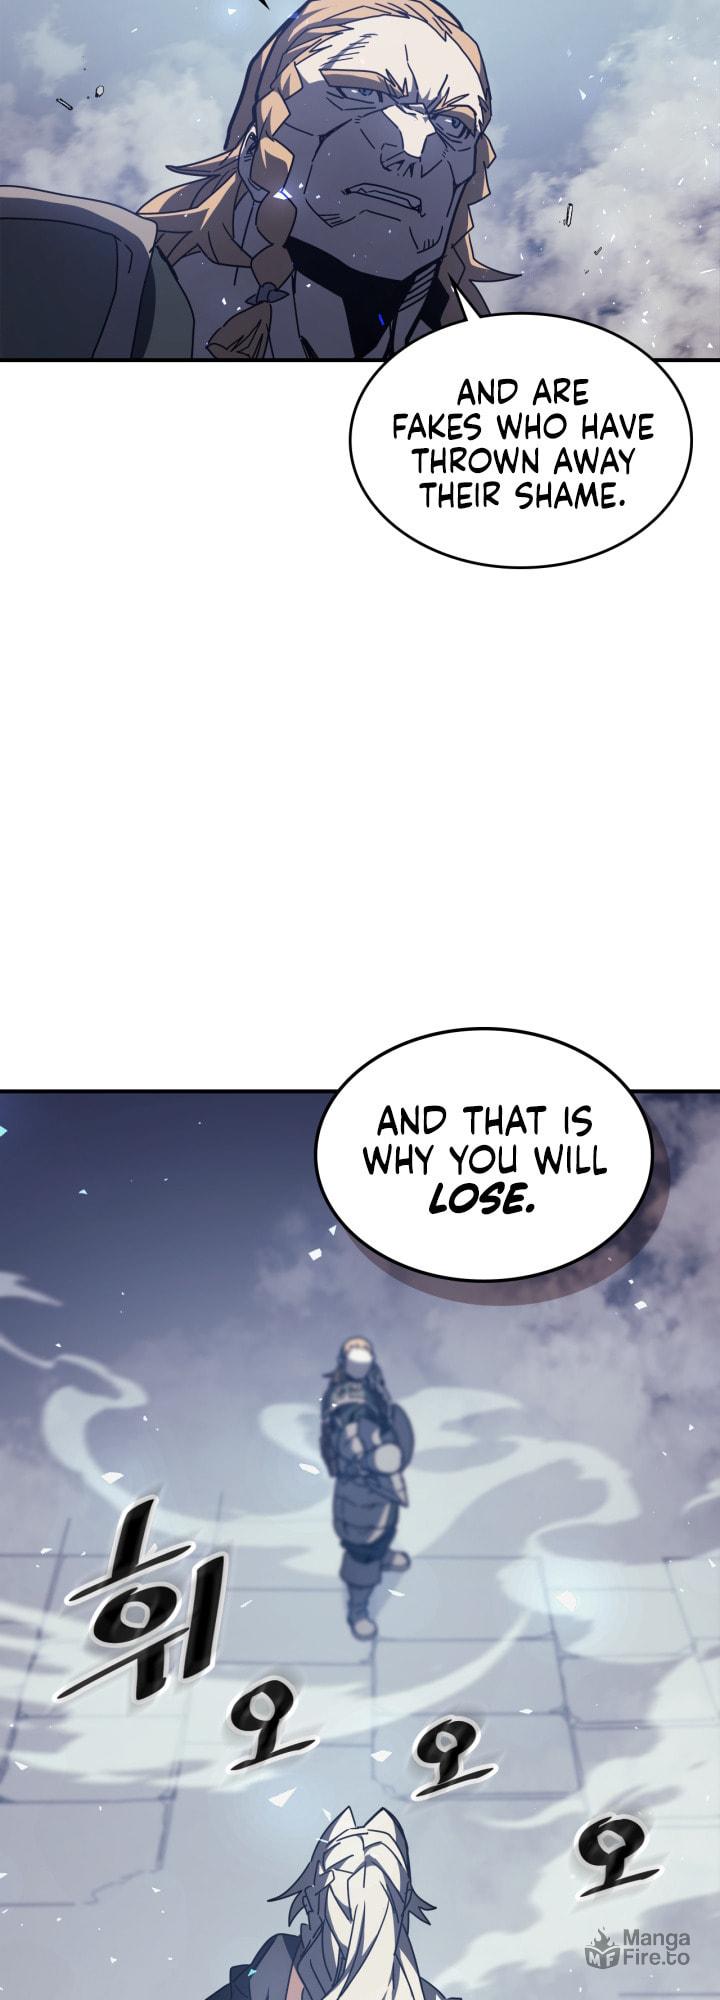 AND ARE
FAKES WHO HAVE
THROWN AWAY
THEIR SHAME.
AND THAT IS
WHY YOU WILL
LOSE.
휘
오
오
오
Manga
Fire.to